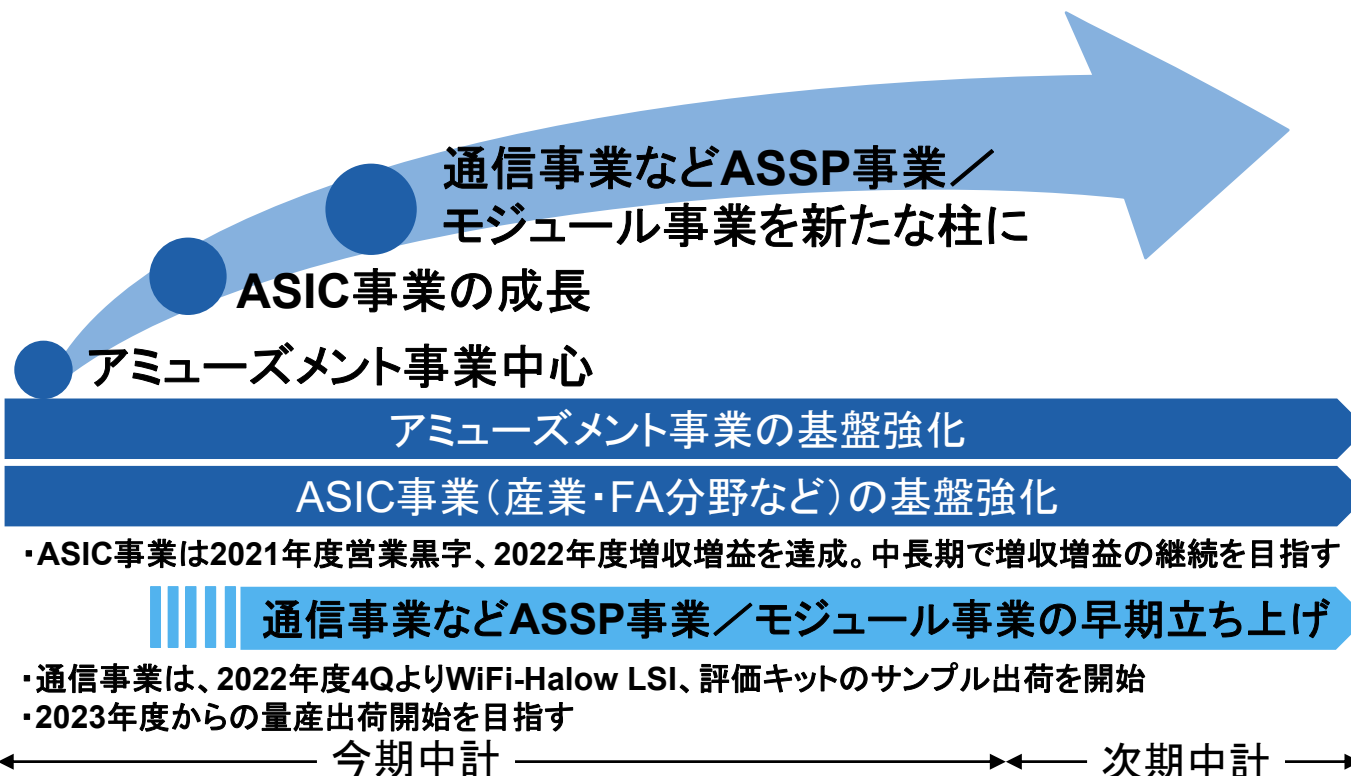 通信事業などASSP事業／
モジュール事業を新たな柱に
ASIC事業の成長
アミューズメント事業中心
アミューズメント事業の基盤強化
ASIC事業(産業・FA分野など)の基盤強化
・ASIC事業は2021年度営業黒字、2022年度増収増益を達成。中長期で増収増益の継続を目指す
通信事業などASSP事業／モジュール事業の早期立ち上げ
・通信事業は、2022年度4QよりWiFi-Halow LSI、評価キットのサンプル出荷を開始
・2023年度からの量産出荷開始を目指す
今期中計 次期中計